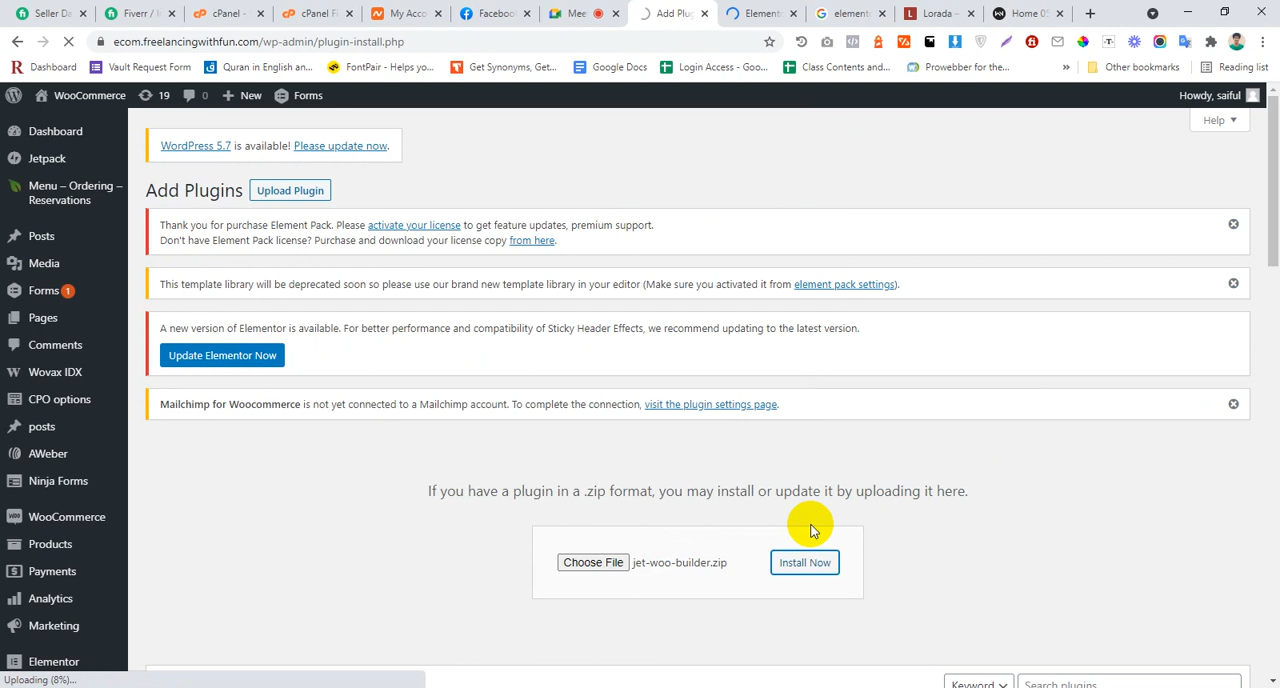 Seller Da
Fiverr / I
cPanel -
cPanel Fi
My Acco
Facebook
Mee
Add Plug
Element
element
Lorada –
Home 05
ecom.freelancingwithfun.com/wp-admin/plugin-install.php
Dashboard
Vault Request Form
Quran in English an...
FontPair - Helps yo...
Get Synonyms, Get...
Google Docs
Login Access - Goo...
Class Contents and...
Prowebber for the...
»
Other bookmarks
Reading list
WooCommerce
19
0
New
Forms
Howdy, saiful
Help
Dashboard
Jetpack
Menu – Ordering –
Reservations
Posts
Media
Forms 1
Pages
Comments
Wovax IDX
CPO options
posts
AWeber
Ninja Forms
WooCommerce
Products
Payments
Analytics
Marketing
Elementor
WordPress 5.7 is available! Please update now.
Add Plugins
Upload Plugin
Thank you for purchase Element Pack. Please activate your license to get feature updates, premium support.
Don't have Element Pack license? Purchase and download your license copy from here.
This template library will be deprecated soon so please use our brand new template library in your editor (Make sure you activated it from element pack settings).
A new version of Elementor is available. For better performance and compatibility of Sticky Header Effects, we recommend updating to the latest version.
Update Elementor Now
Mailchimp for Woocommerce is not yet connected to a Mailchimp account. To complete the connection, visit the plugin settings page.
If you have a plugin in a .zip format, you may install or update it by uploading it here.
Choose File jet-woo-builder.zip
Install Now
Keyword
Search plugins
Uploading (8%)...